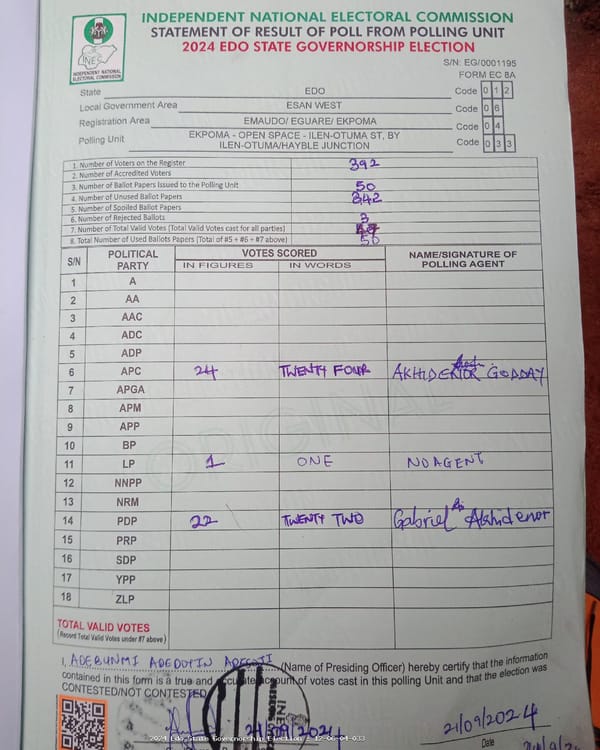 INDEPENDENT NATIONAL ELECTORAL COMMISSION
STATEMENT OF RESULT OF POLL FROM POLLING UNIT
2024 EDO STATE GOVERNORSHIP ELECTION
INEC
INDEPENDENT NATIONAL ELECTORAL COMMISSION
S/N: EG/0001195
FORM EC 8A
State EDO Code 0 1 2
Local Government Area ESAN WEST Code 0 6
Registration Area EMAUDO/ EGUARE/ EKPOMA Code 0 4
Polling Unit EKPOMA - OPEN SPACE - ILEN-OTUMA ST, BY ILEN-OTUMA/HAYBLE JUNCTION Code 0 3 3
1. Number of Voters on the Register 392
2. Number of Accredited Voters
3. Number of Ballot Papers Issued to the Polling Unit 50
4. Number of Unused Ballot Papers 342
5. Number of Spoiled Ballot Papers
6. Number of Rejected Ballots 3
7. Number of Total Valid Votes (Total Valid Votes cast for all parties) 47
8. Total Number of Used Ballots Papers (Total of #5 + #6 + #7 above) 50
S/N POLITICAL PARTY VOTES SCORED NAME/SIGNATURE OF POLLING AGENT
IN FIGURES IN WORDS
1 A
2 AA
3 AAC
4 ADC
5 ADP
6 APC 24 TWENTY FOUR AKHIDENOR GODDAY
7 APGA
8 APM
9 APP
10 BP
11 LP 1 ONE NO AGENT
12 NNPP
13 NRM
14 PDP 22 TWENTY TWO Gabriel Akhidenor
15 PRP
16 SDP
17 YPP
18 ZLP
TOTAL VALID VOTES
(Record Total Valid Votes under #7 above)
I, ADEBUNMI ADEDOYIN ADEDEJI (Name of Presiding Officer) hereby certify that the information
contained in this form is a true and accurate account of votes cast in this polling Unit and that the election was
CONTESTED/NOT CONTESTED
21/09/2024
21/09/2024
Date
2024 Edo State Governorship Election - 12-06-04-033